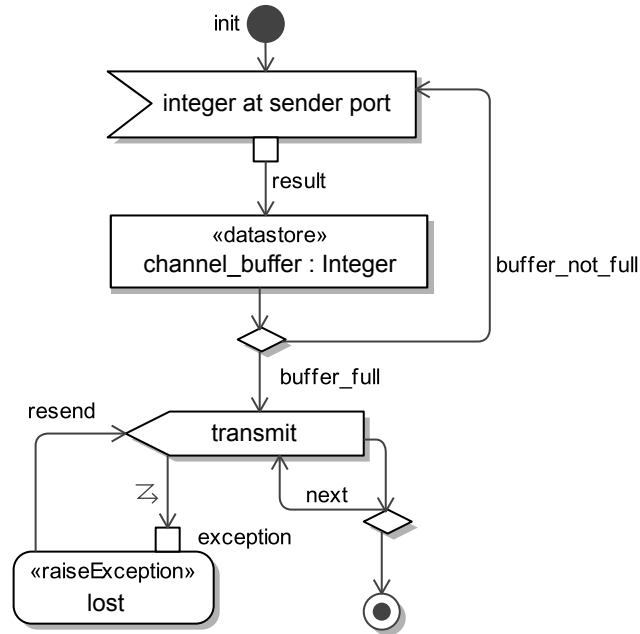 init
integer at sender port
result
«datastore»
channel_buffer : Integer
buffer_not_full
buffer_full
resend
transmit
next
exception
«raiseException»
lost